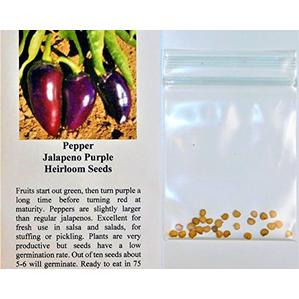 Pepper
Jalapeno Purple
Heirloom Seeds
Fruits start out green, then turn purple a
long time before turning red at
maturity. Peppers are slightly larger
than regular jalapenos. Excellent for
fresh use in salsa and salads, for
stuffing or pickling. Plants are very
productive but seeds have a low
germination rate. Out of ten seeds about
5-6 will germinate. Ready to eat in 75